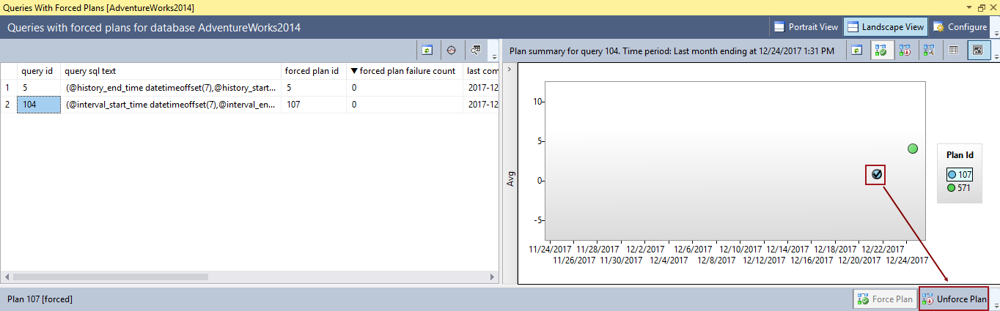 Queries With Forced Plans [AdventureWorks2014]
Queries with forced plans for database AdventureWorks2014
Portrait View
Landscape View
Configure
Plan summary for query 104. Time period: Last month ending at 12/24/2017 1:31 PM
query id query sql text forced plan id ▼ forced plan failure count last com
1 5 (@history_end_time datetimeoffset(7),@history_start... 5 0 2017-12
2 104 (@interval_start_time datetimeoffset(7),@interval_en... 107 0 2017-12
>
Avg
10
5
0
-5
11/24/2017 11/28/2017 12/2/2017 12/6/2017 12/10/2017 12/14/2017 12/18/2017 12/22/2017
11/26/2017 11/30/2017 12/4/2017 12/8/2017 12/12/2017 12/16/2017 12/20/2017 12/24/2017
Plan Id
107
571
Plan 107 [forced]
Force Plan
Unforce Plan